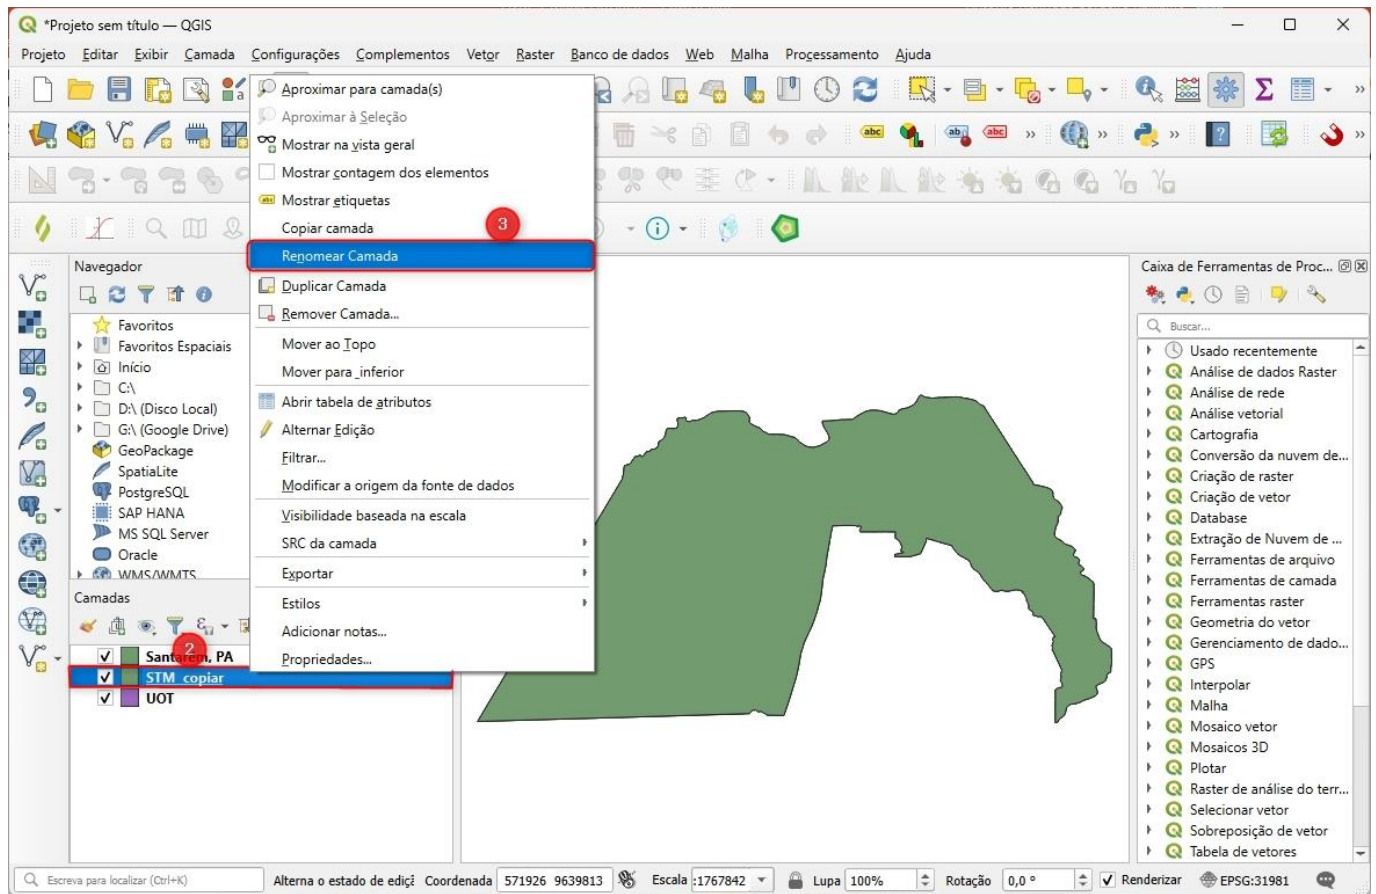 *Projeto sem título — QGIS
Projeto Editar Exibir Camada Configurações Complementos Vetor Raster Banco de dados Web Malha Processamento Ajuda
Aproximar para camada(s)
Aproximar à Seleção
Mostrar na vista geral
Mostrar contagem dos elementos
Mostrar etiquetas
Copiar camada
3
Renomear Camada
Duplicar Camada
Remover Camada...
Mover ao Topo
Mover para _inferior
Abrir tabela de atributos
Alternar Edição
Filtrar...
Modificar a origem da fonte de dados
Visibilidade baseada na escala
SRC da camada
Exportar
Estilos
Adicionar notas...
Propriedades...
abc
abc
Navegador
Favoritos
Favoritos Espaciais
Início
C:\
D:\ (Disco Local)
G:\ (Google Drive)
GeoPackage
SpatiaLite
PostgreSQL
SAP HANA
MS SQL Server
Oracle
WMS/WMTS
Camadas
2
Santarém, PA
STM_copiar
UOT
Caixa de Ferramentas de Proc...
Buscar...
Usado recentemente
Análise de dados Raster
Análise de rede
Análise vetorial
Cartografia
Conversão da nuvem de...
Criação de raster
Criação de vetor
Database
Extração de Nuvem de ...
Ferramentas de arquivo
Ferramentas de camada
Ferramentas raster
Geometria do vetor
Gerenciamento de dado...
GPS
Interpolar
Malha
Mosaico vetor
Mosaicos 3D
Plotar
Raster de análise do terr...
Selecionar vetor
Sobreposição de vetor
Tabela de vetores
Escreva para localizar (Ctrl+K) Alterna o estado de ediç Coordenada 571926 9639813 Escala :1767842 Lupa 100% Rotação 0,0 ° Renderizar EPSG:31981